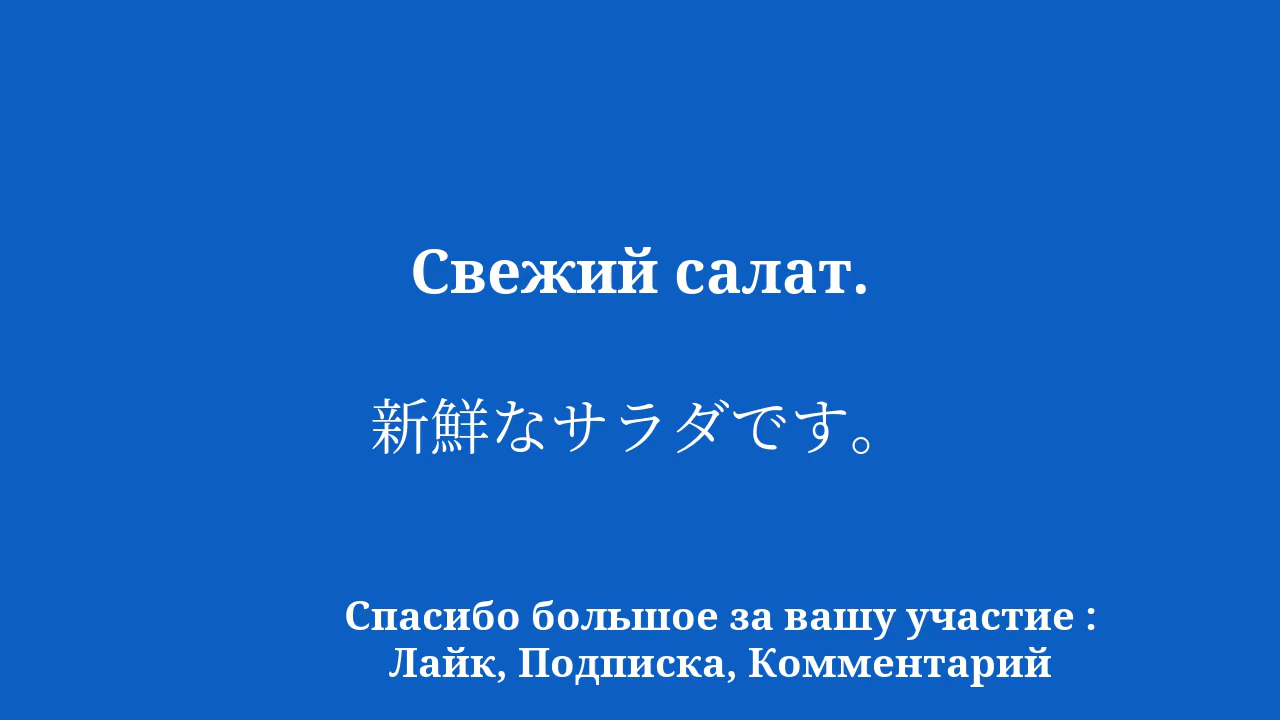 Свежий салат.
新鮮なサラダです。
Спасибо большое за вашу участие :
Лайк, Подписка, Комментарий